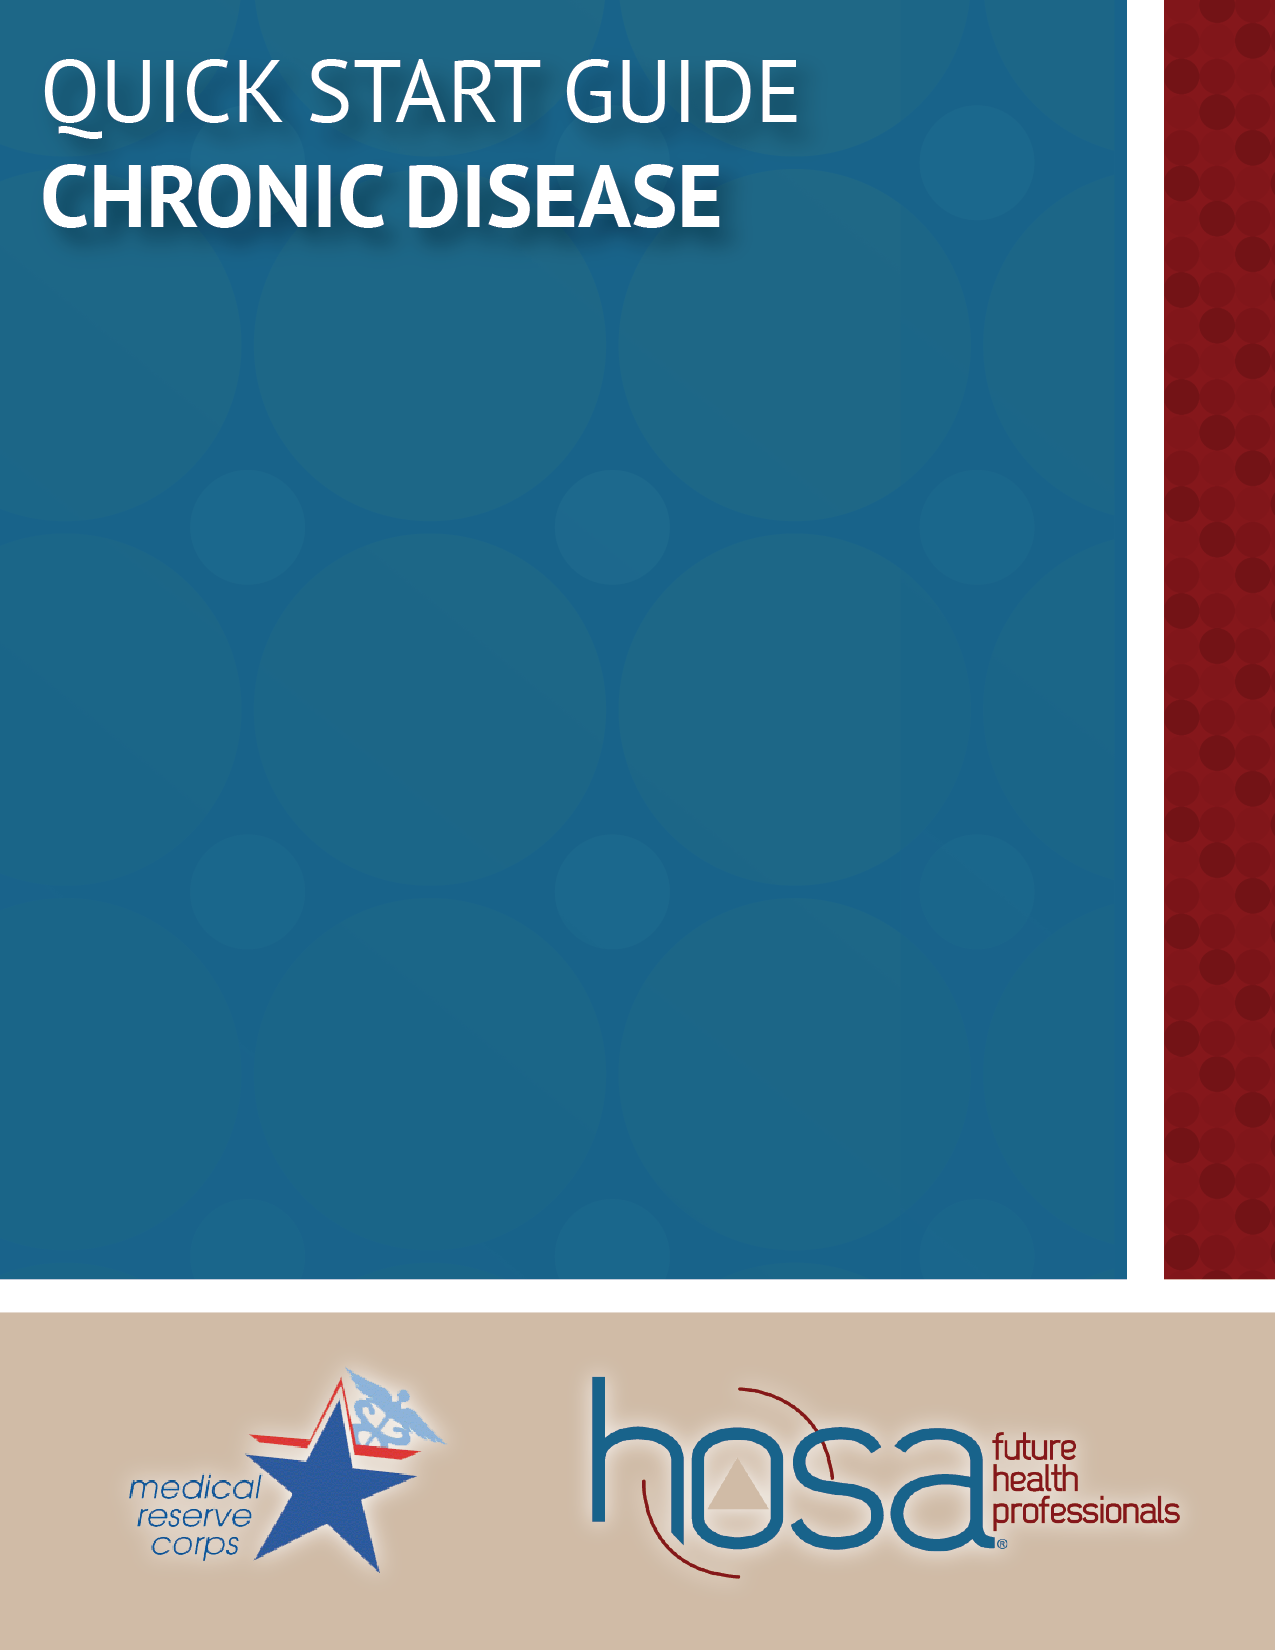 QUICK START GUIDE
CHRONIC DISEASE
medical
reserve
corps
hosa
future
health
professionals
®